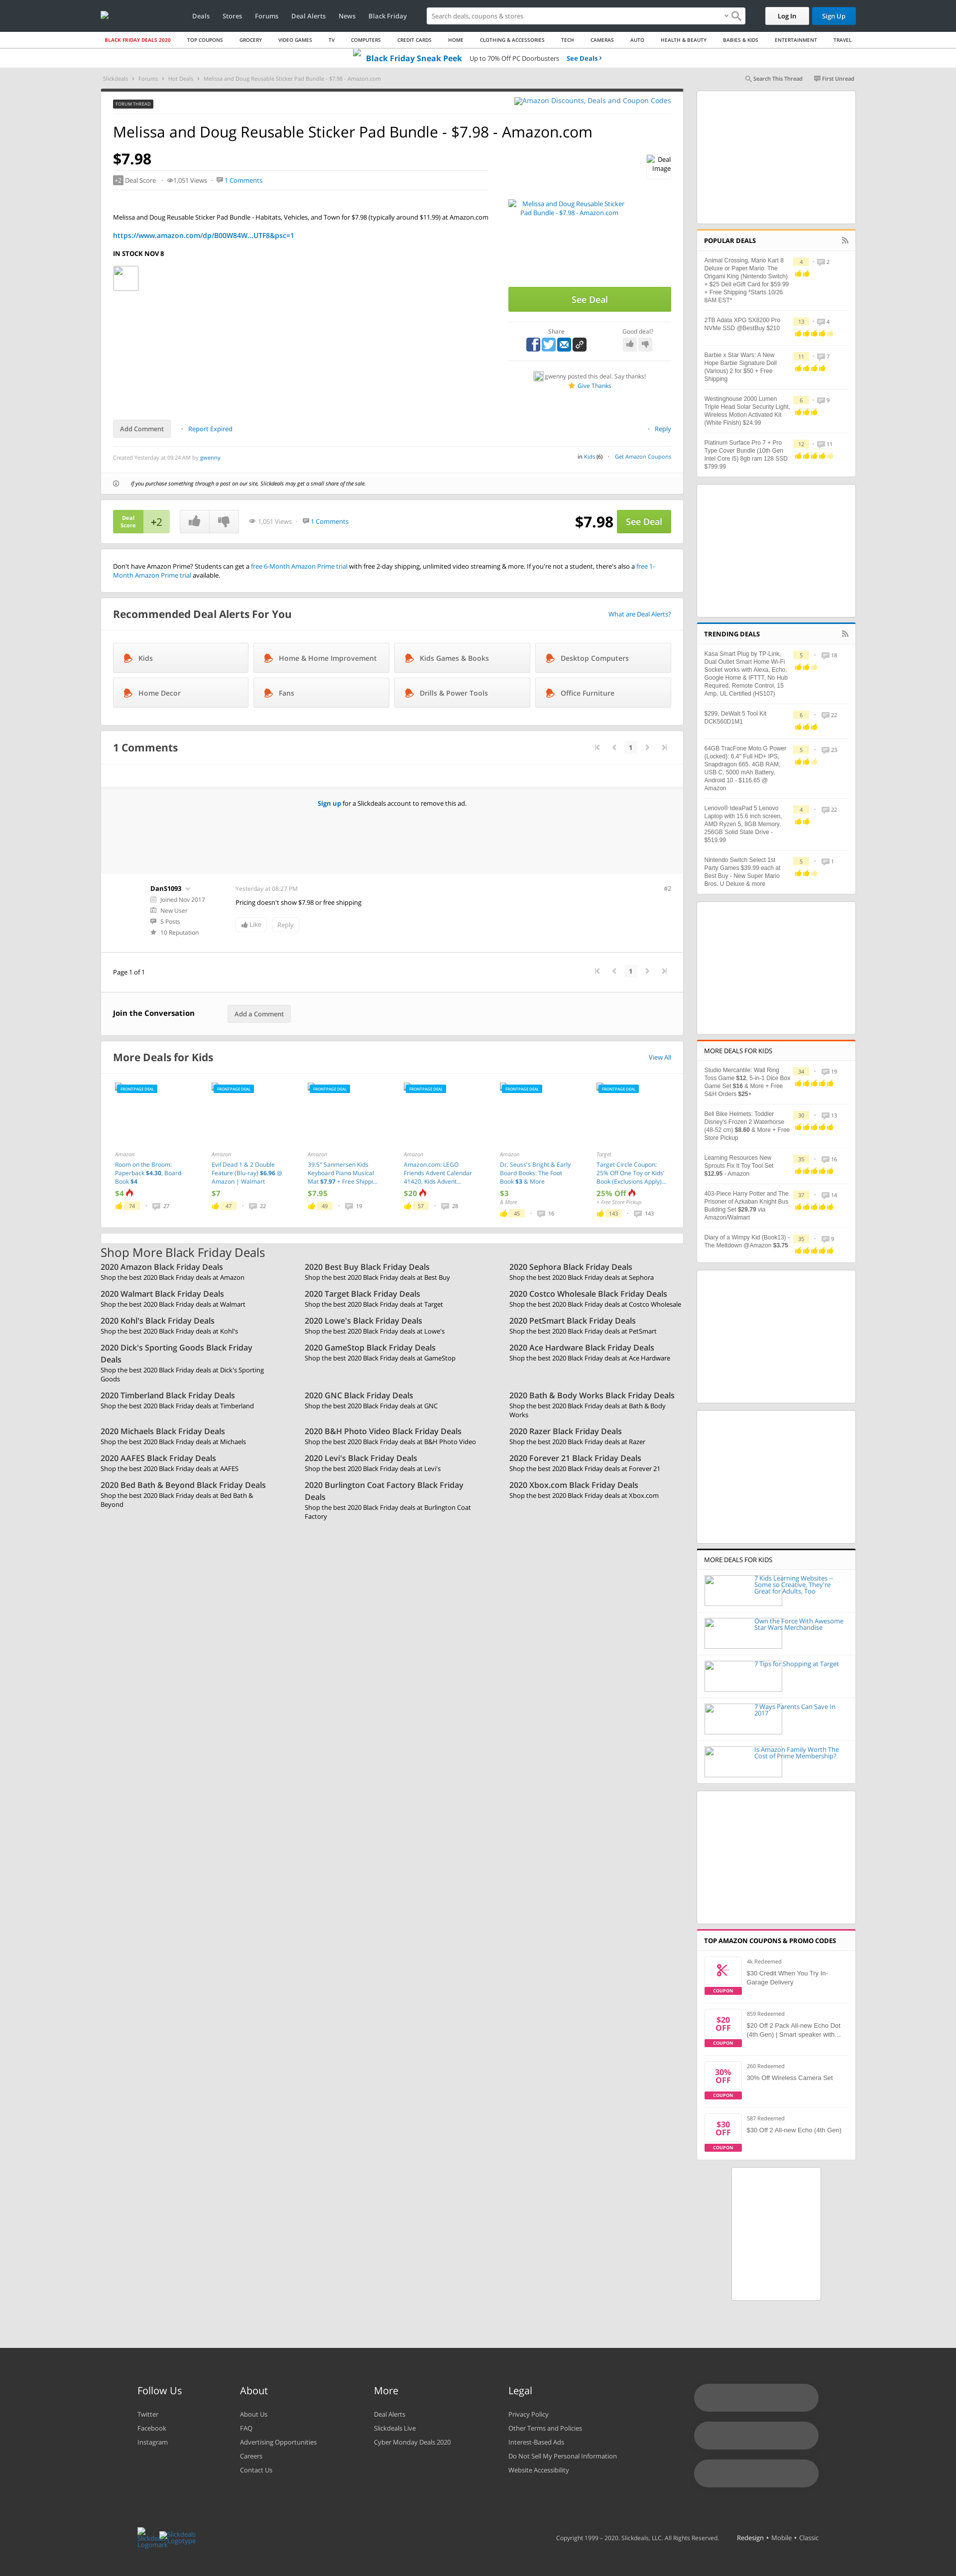 Deals
Stores
Forums
Deal Alerts
News
Black Friday
Search deals, coupons & stores
Log In
Sign Up
BLACK FRIDAY DEALS 2020
TOP COUPONS
GROCERY
VIDEO GAMES
TV
COMPUTERS
CREDIT CARDS
HOME
CLOTHING & ACCESSORIES
TECH
CAMERAS
AUTO
HEALTH & BEAUTY
BABIES & KIDS
ENTERTAINMENT
TRAVEL
Black Friday Sneak Peek Up to 70% Off PC Doorbusters See Deals
Slickdeals > Forums > Hot Deals > Melissa and Doug Reusable Sticker Pad Bundle - $7.98 - Amazon.com
Search This Thread
First Unread
FORUM THREAD
Amazon Discounts, Deals and Coupon Codes
Melissa and Doug Reusable Sticker Pad Bundle - $7.98 - Amazon.com
$7.98
Deal Image
+2 Deal Score
1,051 Views
1 Comments
Melissa and Doug Reusable Sticker Pad Bundle - $7.98 - Amazon.com
Melissa and Doug Reusable Sticker Pad Bundle - Habitats, Vehicles, and Town for $7.98 (typically around $11.99) at Amazon.com
https://www.amazon.com/dp/B00W84W...UTF8&psc=1
IN STOCK NOV 8
See Deal
Share
Good deal?
gwenny posted this deal. Say thanks!
Give Thanks
Add Comment
Report Expired
Reply
Created Yesterday at 09:24 AM by gwenny
in Kids (6)
Get Amazon Coupons
If you purchase something through a post on our site, Slickdeals may get a small share of the sale.
Deal Score
+2
1,051 Views
1 Comments
$7.98
See Deal
Don't have Amazon Prime? Students can get a free 6-Month Amazon Prime trial with free 2-day shipping, unlimited video streaming & more. If you're not a student, there's also a free 1-
Month Amazon Prime trial available.
Recommended Deal Alerts For You
What are Deal Alerts?
Kids
Home & Home Improvement
Kids Games & Books
Desktop Computers
Home Decor
Fans
Drills & Power Tools
Office Furniture
1 Comments
1
Sign up for a Slickdeals account to remove this ad.
DanS1093
Joined Nov 2017
New User
5 Posts
10 Reputation
Yesterday at 08:27 PM
#2
Pricing doesn't show $7.98 or free shipping
Like
Reply
Page 1 of 1
1
Join the Conversation
Add a Comment
More Deals for Kids
View All
FRONTPAGE DEAL
Amazon
Room on the Broom:
Paperback $4.30, Board
Book $4
$4
74
27
FRONTPAGE DEAL
Amazon
Evil Dead 1 & 2 Double
Feature (Blu-ray) $6.96 @
Amazon | Walmart
$7
47
22
FRONTPAGE DEAL
Amazon
39.5" Sanmersen Kids
Keyboard Piano Musical
Mat $7.97 + Free Shippi...
$7.95
49
19
FRONTPAGE DEAL
Amazon
Amazon.com: LEGO
Friends Advent Calendar
41420, Kids Advent...
$20
57
28
FRONTPAGE DEAL
Amazon
Dr. Seuss's Bright & Early
Board Books: The Foot
Book $3 & More
$3
& More
45
16
FRONTPAGE DEAL
Target
Target Circle Coupon:
25% Off One Toy or Kids'
Book (Exclusions Apply)...
25% Off
+ Free Store Pickup
143
143
Shop More Black Friday Deals
2020 Amazon Black Friday Deals
Shop the best 2020 Black Friday deals at Amazon
2020 Best Buy Black Friday Deals
Shop the best 2020 Black Friday deals at Best Buy
2020 Sephora Black Friday Deals
Shop the best 2020 Black Friday deals at Sephora
2020 Walmart Black Friday Deals
Shop the best 2020 Black Friday deals at Walmart
2020 Target Black Friday Deals
Shop the best 2020 Black Friday deals at Target
2020 Costco Wholesale Black Friday Deals
Shop the best 2020 Black Friday deals at Costco Wholesale
2020 Kohl's Black Friday Deals
Shop the best 2020 Black Friday deals at Kohl's
2020 Lowe's Black Friday Deals
Shop the best 2020 Black Friday deals at Lowe's
2020 PetSmart Black Friday Deals
Shop the best 2020 Black Friday deals at PetSmart
2020 Dick's Sporting Goods Black Friday
Deals
Shop the best 2020 Black Friday deals at Dick's Sporting
Goods
2020 GameStop Black Friday Deals
Shop the best 2020 Black Friday deals at GameStop
2020 Ace Hardware Black Friday Deals
Shop the best 2020 Black Friday deals at Ace Hardware
2020 Timberland Black Friday Deals
Shop the best 2020 Black Friday deals at Timberland
2020 GNC Black Friday Deals
Shop the best 2020 Black Friday deals at GNC
2020 Bath & Body Works Black Friday Deals
Shop the best 2020 Black Friday deals at Bath & Body
Works
2020 Michaels Black Friday Deals
Shop the best 2020 Black Friday deals at Michaels
2020 B&H Photo Video Black Friday Deals
Shop the best 2020 Black Friday deals at B&H Photo Video
2020 Razer Black Friday Deals
Shop the best 2020 Black Friday deals at Razer
2020 AAFES Black Friday Deals
Shop the best 2020 Black Friday deals at AAFES
2020 Levi's Black Friday Deals
Shop the best 2020 Black Friday deals at Levi's
2020 Forever 21 Black Friday Deals
Shop the best 2020 Black Friday deals at Forever 21
2020 Bed Bath & Beyond Black Friday Deals
Shop the best 2020 Black Friday deals at Bed Bath &
Beyond
2020 Burlington Coat Factory Black Friday
Deals
Shop the best 2020 Black Friday deals at Burlington Coat
Factory
2020 Xbox.com Black Friday Deals
Shop the best 2020 Black Friday deals at Xbox.com
POPULAR DEALS
Animal Crossing, Mario Kart 8
Deluxe or Paper Mario: The
Origami King (Nintendo Switch)
+ $25 Dell eGift Card for $59.99
+ Free Shipping *Starts 10/26
8AM EST*
4
2
2TB Adata XPG SX8200 Pro
NVMe SSD @BestBuy $210
13
4
Barbie x Star Wars: A New
Hope Barbie Signature Doll
(Various) 2 for $50 + Free
Shipping
11
7
Westinghouse 2000 Lumen
Triple Head Solar Security Light,
Wireless Motion Activated Kit
(White Finish) $24.99
6
9
Platinum Surface Pro 7 + Pro
Type Cover Bundle (10th Gen
Intel Core i5) 8gb ram 128 SSD
$799.99
12
11
TRENDING DEALS
Kasa Smart Plug by TP-Link,
Dual Outlet Smart Home Wi-Fi
Socket works with Alexa, Echo,
Google Home & IFTTT, No Hub
Required, Remote Control, 15
Amp, UL Certified (HS107)
5
18
$299, DeWalt 5 Tool Kit
DCK560D1M1
6
22
64GB TracFone Moto G Power
(Locked): 6.4" Full HD+ IPS,
Snapdragon 665. 4GB RAM,
USB C, 5000 mAh Battery,
Android 10 - $116.65 @
Amazon
5
23
Lenovo® IdeaPad 5 Lenovo
Laptop with 15.6 inch screen,
AMD Ryzen 5, 8GB Memory,
256GB Solid State Drive -
$519.99
4
22
Nintendo Switch Select 1st
Party Games $39.99 each at
Best Buy - New Super Mario
Bros. U Deluxe & more
5
1
MORE DEALS FOR KIDS
Studio Mercantile: Wall Ring
Toss Game $12, 5-in-1 Dice Box
Game Set $16 & More + Free
S&H Orders $25+
34
19
Bell Bike Helmets: Toddler
Disney's Frozen 2 Waterhorse
(48-52 cm) $8.60 & More + Free
Store Pickup
30
13
Learning Resources New
Sprouts Fix It Toy Tool Set
$12.95 - Amazon
35
16
403-Piece Harry Potter and The
Prisoner of Azkaban Knight Bus
Building Set $29.79 via
Amazon/Walmart
37
14
Diary of a Wimpy Kid (Book13) -
The Meltdown @Amazon $3.75
35
9
MORE DEALS FOR KIDS
7 Kids Learning Websites --
Some so Creative, They're
Great for Adults, Too
Own the Force With Awesome
Star Wars Merchandise
7 Tips for Shopping at Target
7 Ways Parents Can Save In
2017
Is Amazon Family Worth The
Cost of Prime Membership?
TOP AMAZON COUPONS & PROMO CODES
COUPON
4k Redeemed
$30 Credit When You Try In-
Garage Delivery
$20 OFF
COUPON
859 Redeemed
$20 Off 2 Pack All-new Echo Dot
(4th Gen) | Smart speaker with...
30% OFF
COUPON
260 Redeemed
30% Off Wireless Camera Set
$30 OFF
COUPON
587 Redeemed
$30 Off 2 All-new Echo (4th Gen)
Follow Us
Twitter
Facebook
Instagram
About
About Us
FAQ
Advertising Opportunities
Careers
Contact Us
More
Deal Alerts
Slickdeals Live
Cyber Monday Deals 2020
Legal
Privacy Policy
Other Terms and Policies
Interest-Based Ads
Do Not Sell My Personal Information
Website Accessibility
Slickdeals Logomark
Slickdeals Logotype
Copyright 1999 - 2020. Slickdeals, LLC. All Rights Reserved.
Redesign • Mobile • Classic